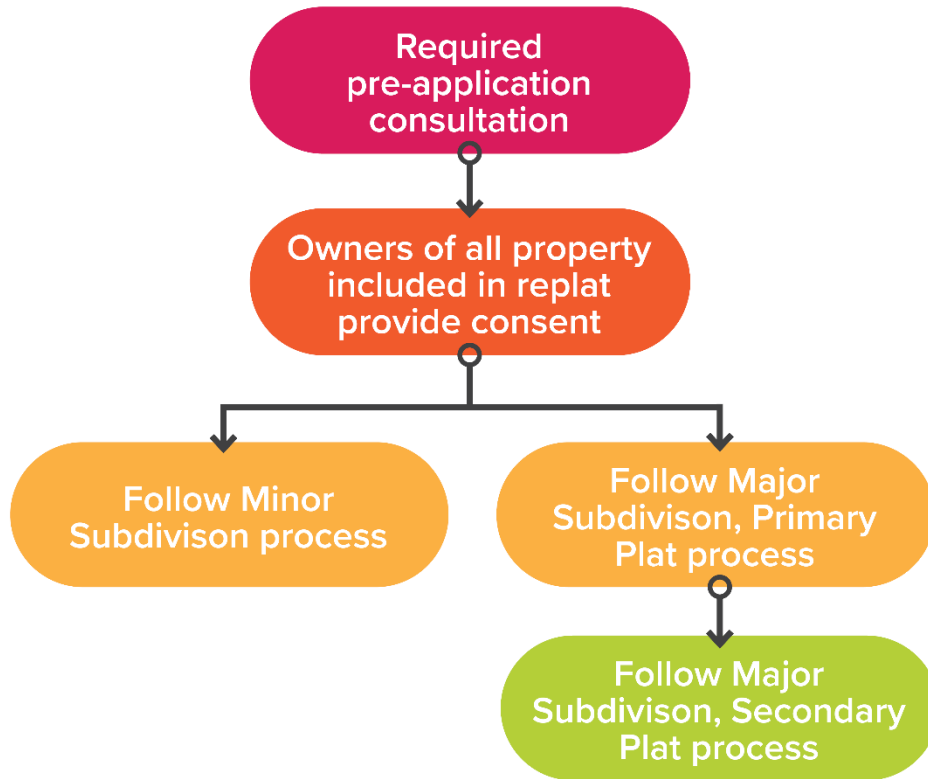 Required
pre-application
consultation
Owners of all property
included in replat
provide consent
Follow Minor
Subdivison process
Follow Major
Subdivison, Primary
Plat process
Follow Major
Subdivison, Secondary
Plat process